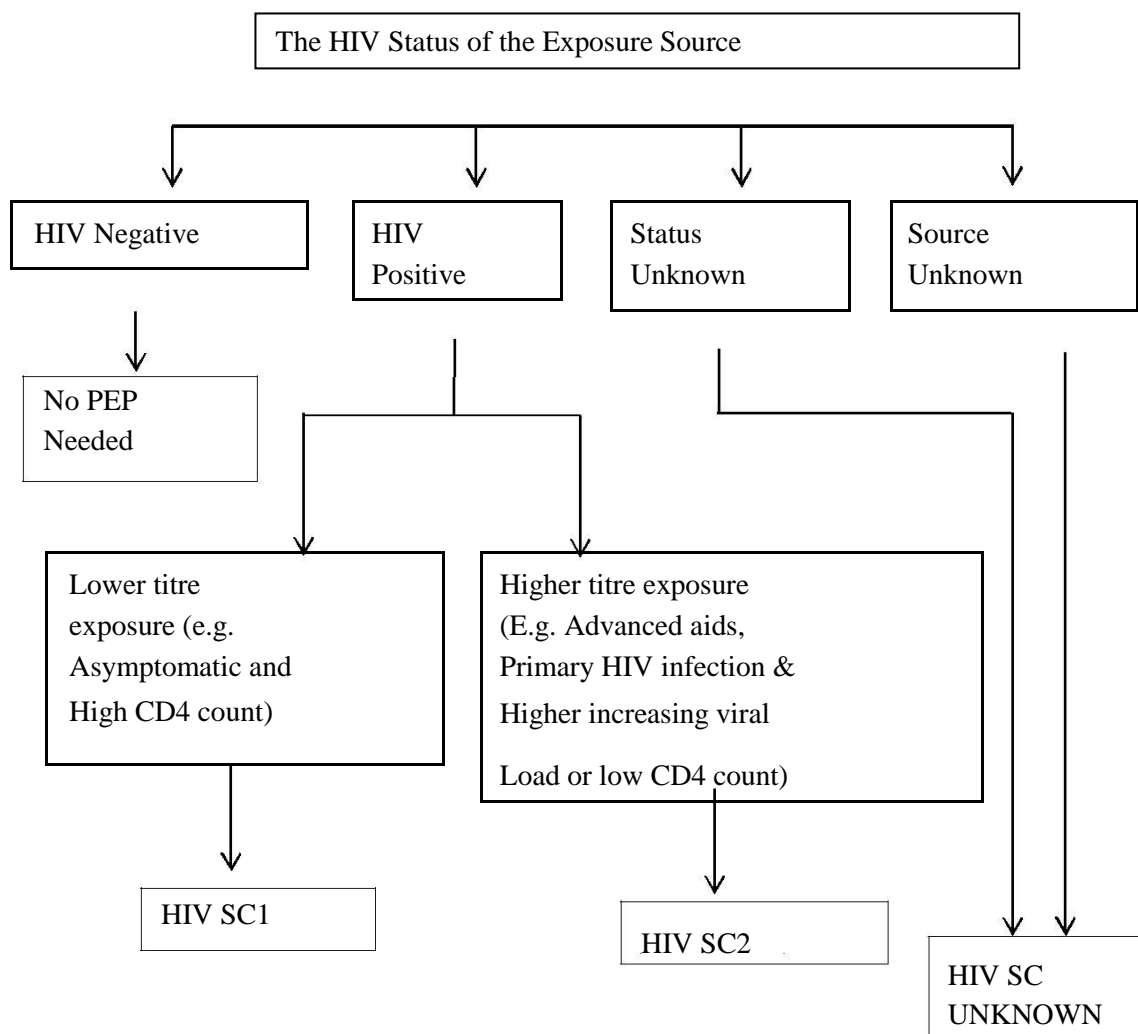 The HIV Status of the Exposure Source
HIV Negative
HIV
Positive
Status
Unknown
Source
Unknown
No PEP
Needed
Lower titre
exposure (e.g.
Asymptomatic and
High CD4 count)
Higher titre exposure
(E.g. Advanced aids,
Primary HIV infection &
Higher increasing viral
Load or low CD4 count)
HIV SC1
HIV SC2
HIV SC
UNKNOWN